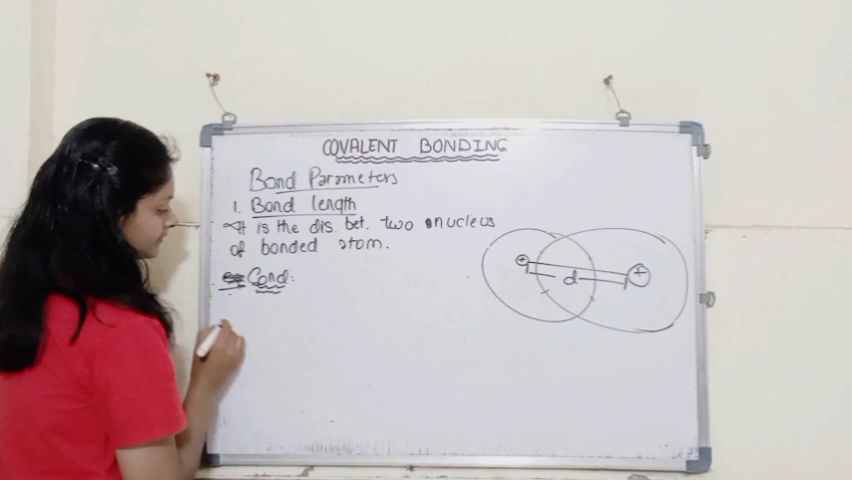 COVALENT BONDING
Bond Parameters
1. Bond length
It is the dis. bet. two nucleus
of bonded atom.
Cond:
+ +
d